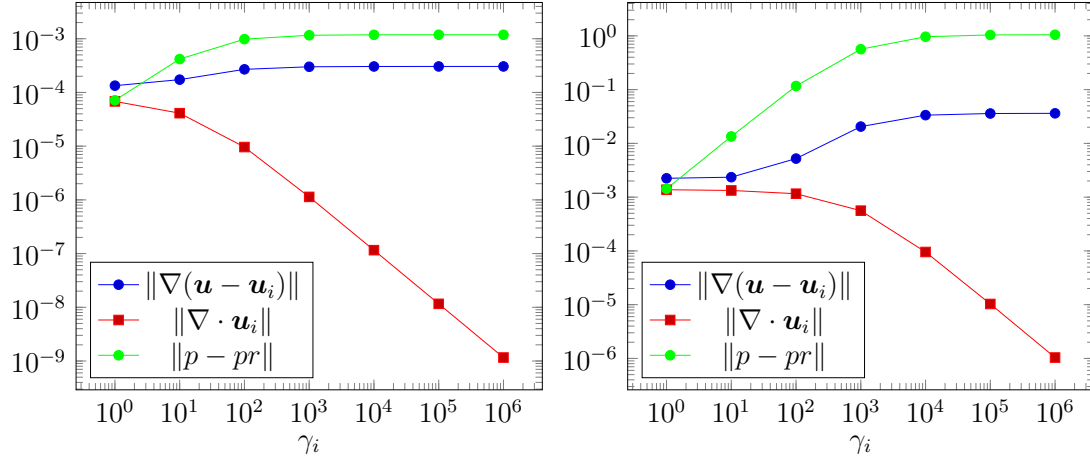 10^{-3}
10^{-4}
10^{-5}
10^{-6}
10^{-7}
10^{-8}
10^{-9}
‖∇(u − u_i)‖
‖∇ · u_i‖
‖p − pr‖
10^0 10^1 10^2 10^3 10^4 10^5 10^6
γ_i
10^0
10^{-1}
10^{-2}
10^{-3}
10^{-4}
10^{-5}
10^{-6}
‖∇(u − u_i)‖
‖∇ · u_i‖
‖p − pr‖
10^0 10^1 10^2 10^3 10^4 10^5 10^6
γ_i